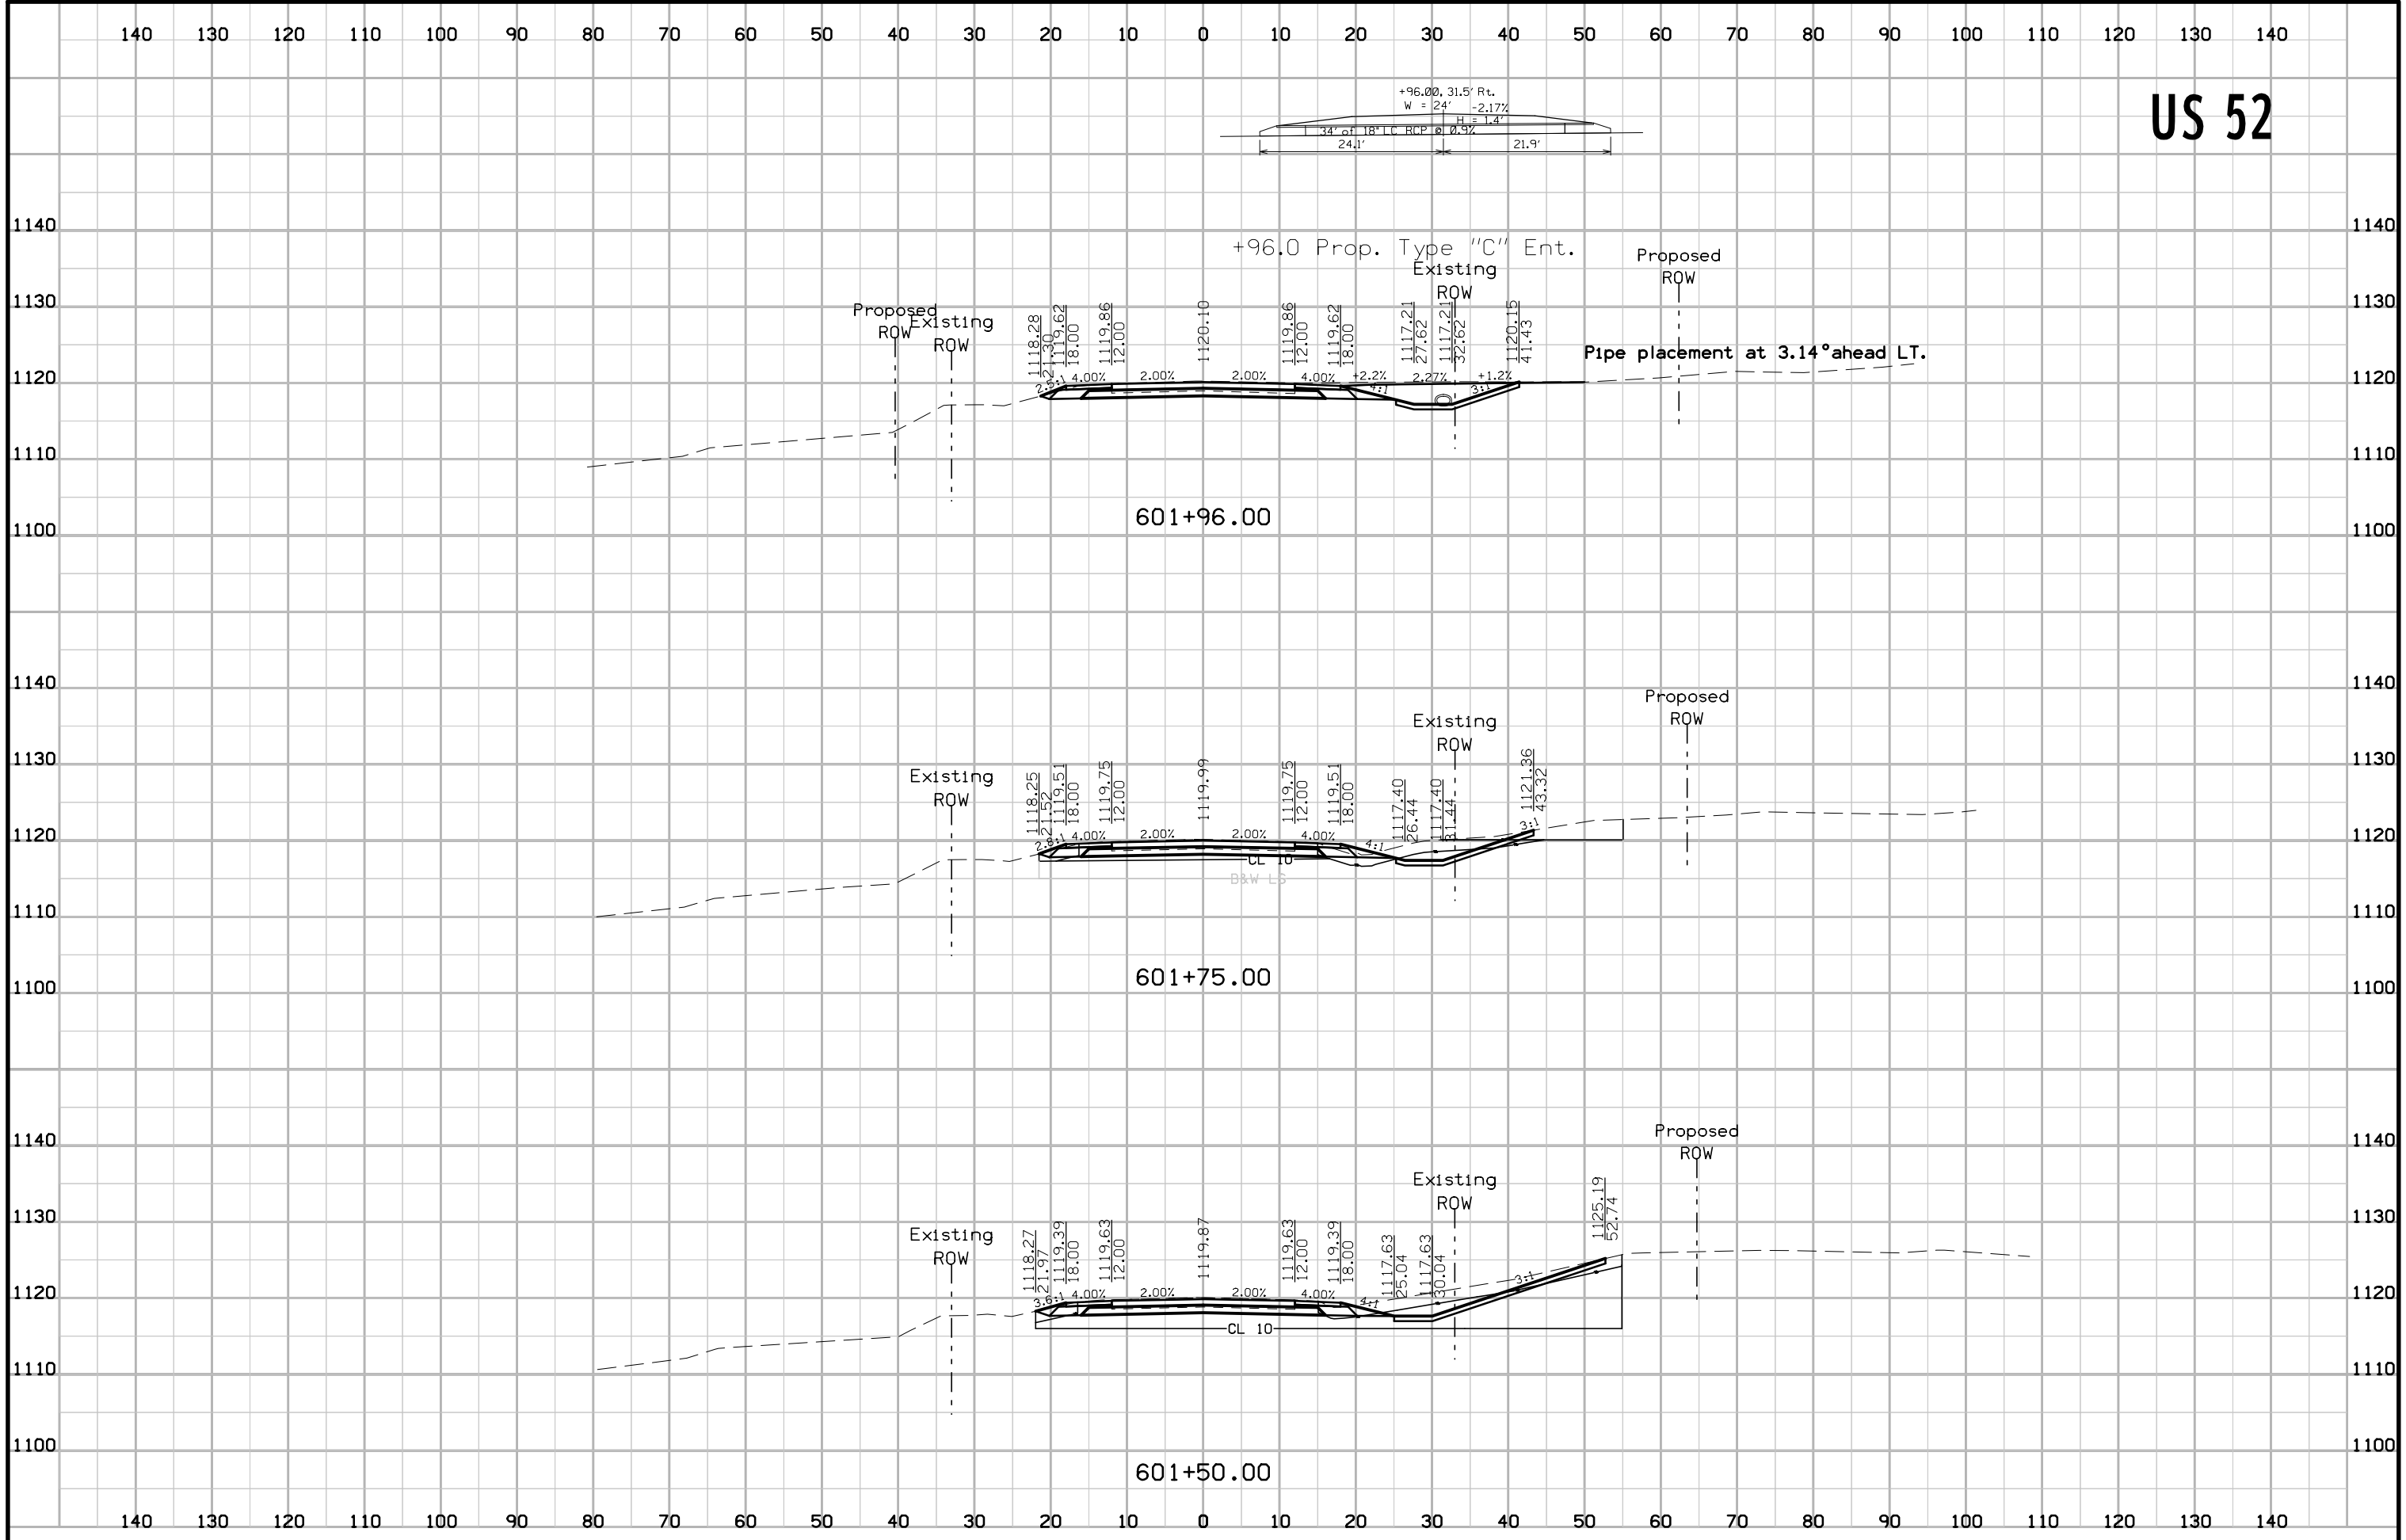 140 130 120 110 100 90 80 70 60 50 40 30 20 10 0 10 20 30 40 50 60 70 80 90 100 110 120 130 140
US 52
+96.00, 31.5' Rt.
W = 24' -2.17%
H = 1.4'
34' of 18" LC RCP @ 0.9%
24.1' 21.9'
1140 1140
+96.0 Prop. Type "C" Ent.
Proposed
ROW
Existing
ROW
Proposed
ROW
Existing
ROW
1130 1130
1118.28
21.30
1119.62
18.00
1119.86
12.00
1120.10
1119.86
12.00
1119.62
18.00
1117.21
27.62
1117.21
32.62
1120.15
41.43
Pipe placement at 3.14°ahead LT.
1120 1120
2.5:1 4.00% 2.00% 2.00% 4.00% +2.2% 2.27% +1.2%
4:1 3:1
1110 1110
601+96.00
1100 1100
1140 1140
Proposed
ROW
Existing
ROW
Existing
ROW
1130 1130
1118.25
21.52
1119.51
18.00
1119.75
12.00
1119.99
1119.75
12.00
1119.51
18.00
1117.40
26.44
1117.40
31.44
1121.36
43.32
1120 1120
2.8:1 4.00% 2.00% 2.00% 4.00% 4:1 3:1
CL 10
B&W LS
1110 1110
601+75.00
1100 1100
1140 1140
Proposed
ROW
Existing
ROW
Existing
ROW
1130 1130
1118.27
21.97
1119.39
18.00
1119.63
12.00
1119.87
1119.63
12.00
1119.39
18.00
1117.63
25.04
1117.63
30.04
1125.19
52.74
1120 1120
3.6:1 4.00% 2.00% 2.00% 4.00% 4:1 3:1
CL 10
1110 1110
1100 1100
601+50.00
140 130 120 110 100 90 80 70 60 50 40 30 20 10 0 10 20 30 40 50 60 70 80 90 100 110 120 130 140